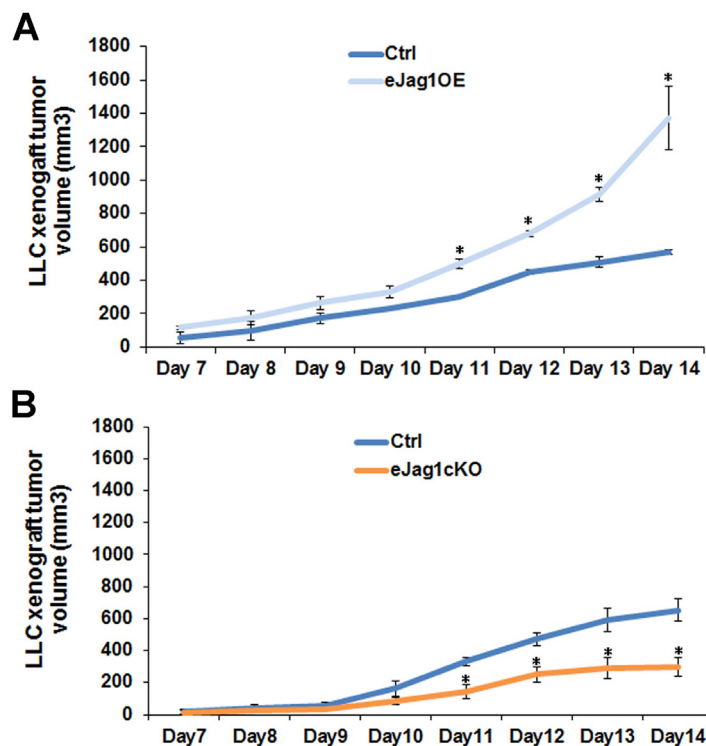 A
LLC xenogaft tumor
volume (mm3)
1800
1600
1400
1200
1000
800
600
400
200
0
Ctrl
eJag1OE
*
*
*
*
Day 7 Day 8 Day 9 Day 10 Day 11 Day 12 Day 13 Day 14
B
LLC xenograft tumor
volume (mm3)
1800
1600
1400
1200
1000
800
600
400
200
0
Ctrl
eJag1cKO
*
*
*
*
Day7 Day8 Day9 Day10 Day11 Day12 Day13 Day14